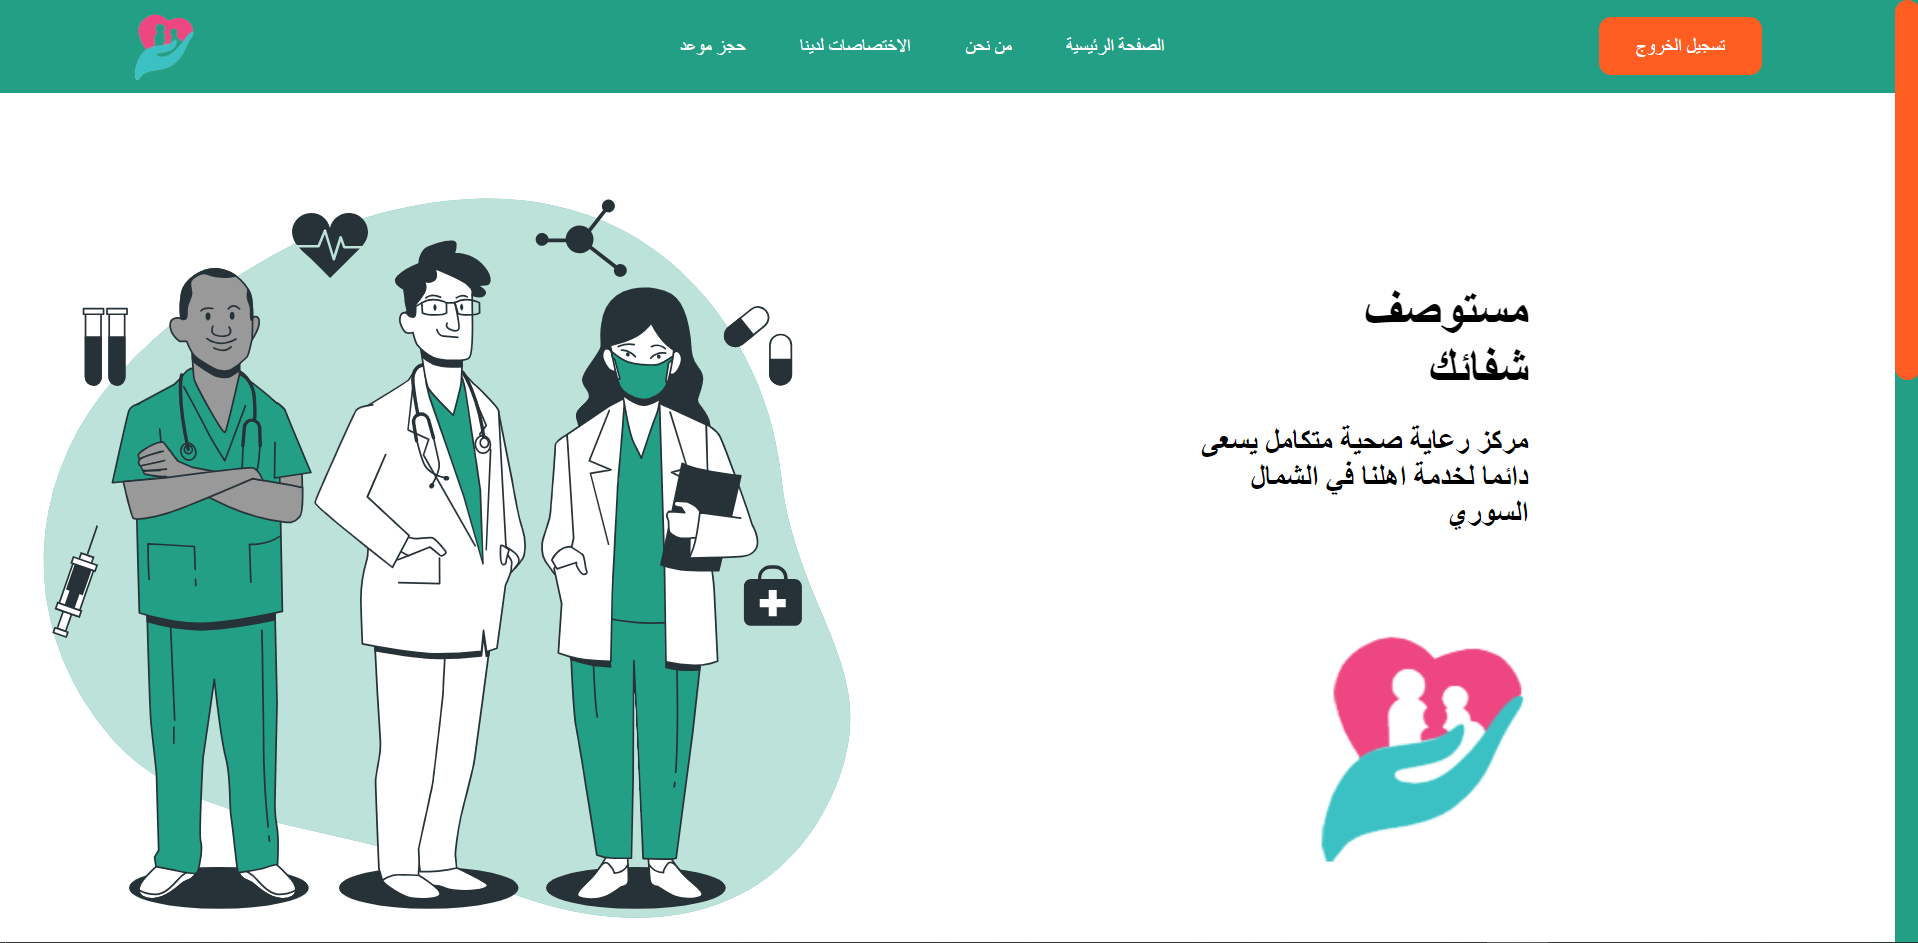 تسجيل الخروج
الصفحة الرئيسية
من نحن
الاختصاصات لدينا
حجز موعد
مستوصف
شفائك
مركز رعاية صحية متكامل يسعى
دائما لخدمة اهلنا في الشمال
السوري